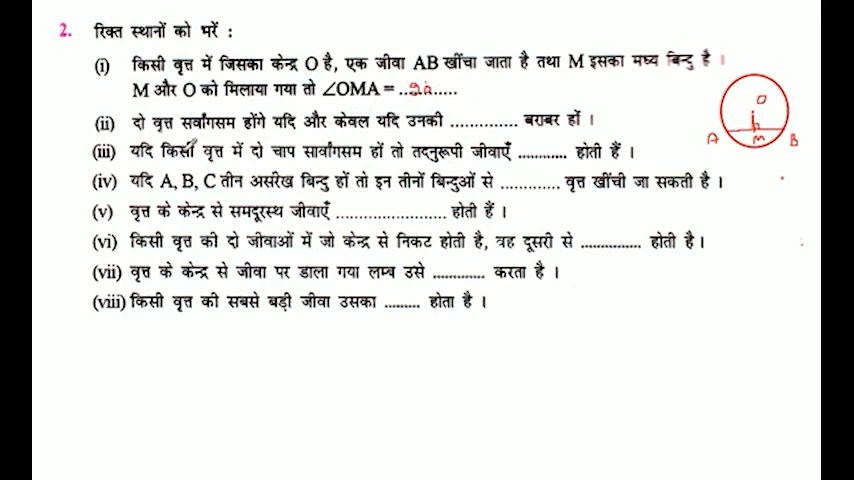 2. रिक्त स्थानों को भरें :
(i) किसी वृत्त में जिसका केन्द्र O है, एक जीवा AB खींचा जाता है तथा M इसका मध्य बिन्दु है ।
M और O को मिलाया गया तो ∠OMA = ..90.....
(ii) दो वृत्त सर्वांगसम होंगे यदि और केवल यदि उनकी ............. बराबर हों ।
(iii) यदि किसी वृत्त में दो चाप सार्वांगसम हों तो तदनुरूपी जीवाएँ ............ होती हैं ।
(iv) यदि A, B, C तीन असरेख बिन्दु हों तो इन तीनों बिन्दुओं से ........... वृत्त खींची जा सकती है ।
(v) वृत्त के केन्द्र से समदूरस्थ जीवाएँ ........................ होती हैं ।
(vi) किसी वृत्त की दो जीवाओं में जो केन्द्र से निकट होती है, वह दूसरी से ............... होती है।
(vii) वृत्त के केन्द्र से जीवा पर डाला गया लम्ब उसे ............. करता है ।
(viii) किसी वृत्त की सबसे बड़ी जीवा उसका ......... होता है ।
O
A M B